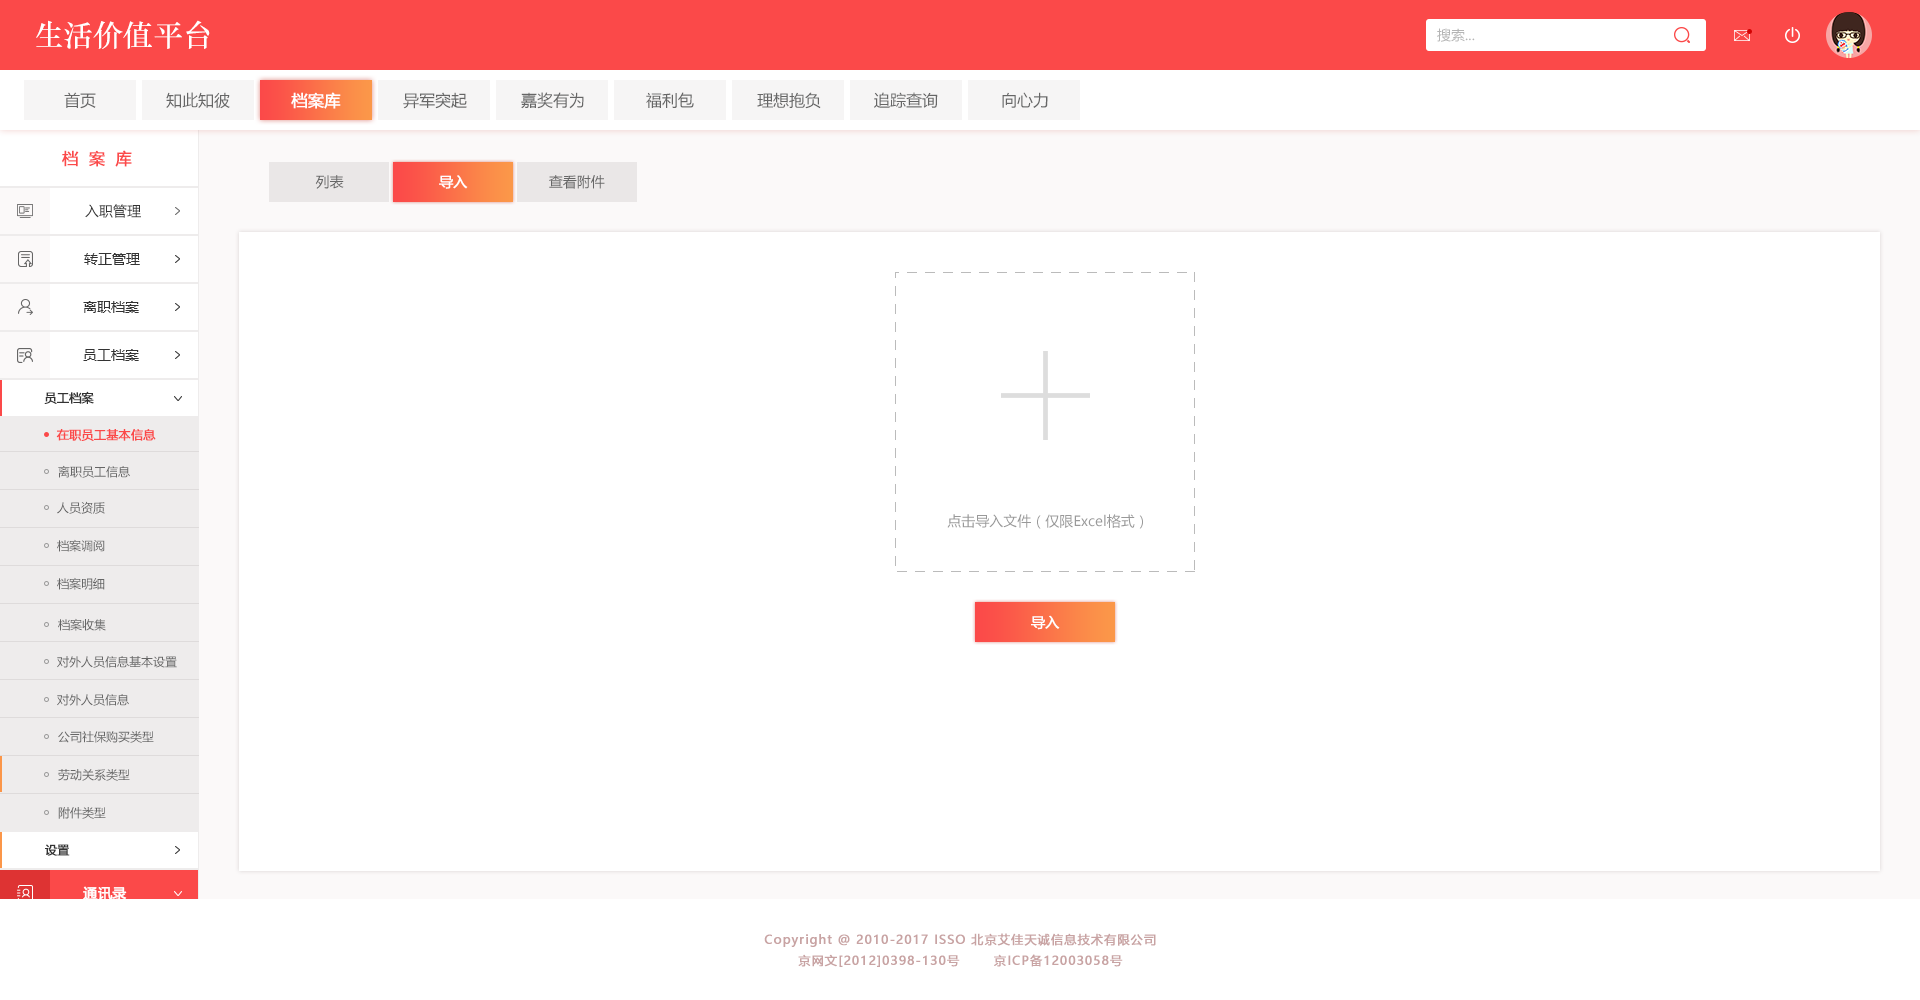 生活价值平台
搜索...
首页
知此知彼
档案库
异军突起
嘉奖有为
福利包
理想抱负
追踪查询
向心力
档案库
列表
导入
查看附件
入职管理
转正管理
离职档案
员工档案
员工档案
在职员工基本信息
离职员工信息
人员资质
档案调阅
档案明细
档案收集
对外人员信息基本设置
对外人员信息
公司社保购买类型
劳动关系类型
附件类型
设置
通讯录
点击导入文件（仅限Excel格式）
导入
Copyright @ 2010-2017 ISSO 北京艾佳天诚信息技术有限公司
京网文[2012]0398-130号 京ICP备12003058号